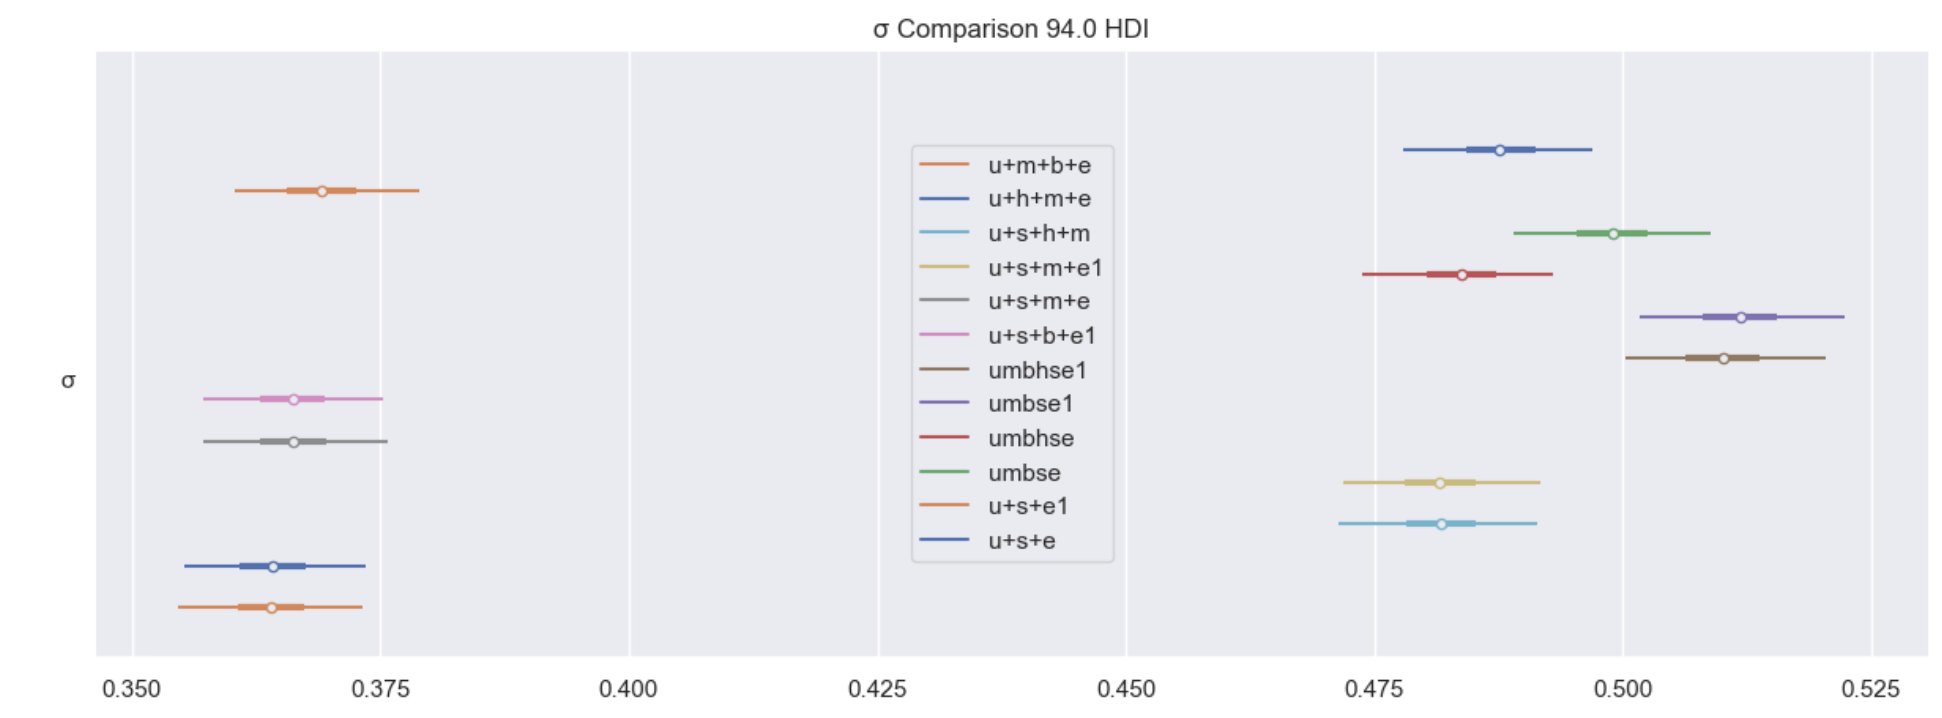 σ Comparison 94.0 HDI
u+m+b+e
u+h+m+e
u+s+h+m
u+s+m+e1
u+s+m+e
u+s+b+e1
umbhse1
umbse1
umbhse
umbse
u+s+e1
u+s+e
σ
0.350 0.375 0.400 0.425 0.450 0.475 0.500 0.525